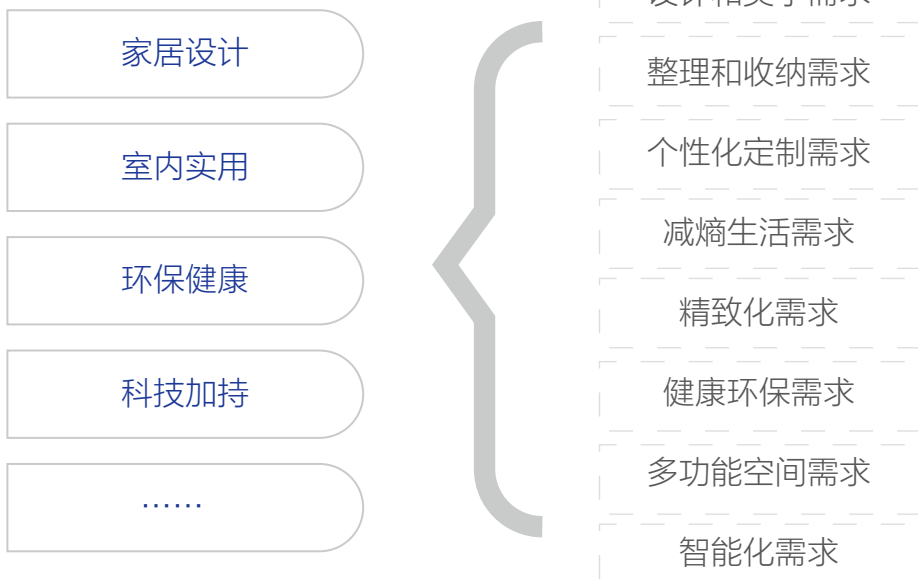 家居设计
室内实用
环保健康
科技加持
……
整理和收纳需求
个性化定制需求
减熵生活需求
精致化需求
健康环保需求
多功能空间需求
智能化需求